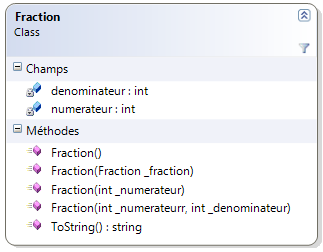 Fraction
Class
Champs
denominateur : int
numerateur : int
Méthodes
Fraction()
Fraction(Fraction _fraction)
Fraction(int _numerateur)
Fraction(int _numerateurr, int _denominateur)
ToString() : string